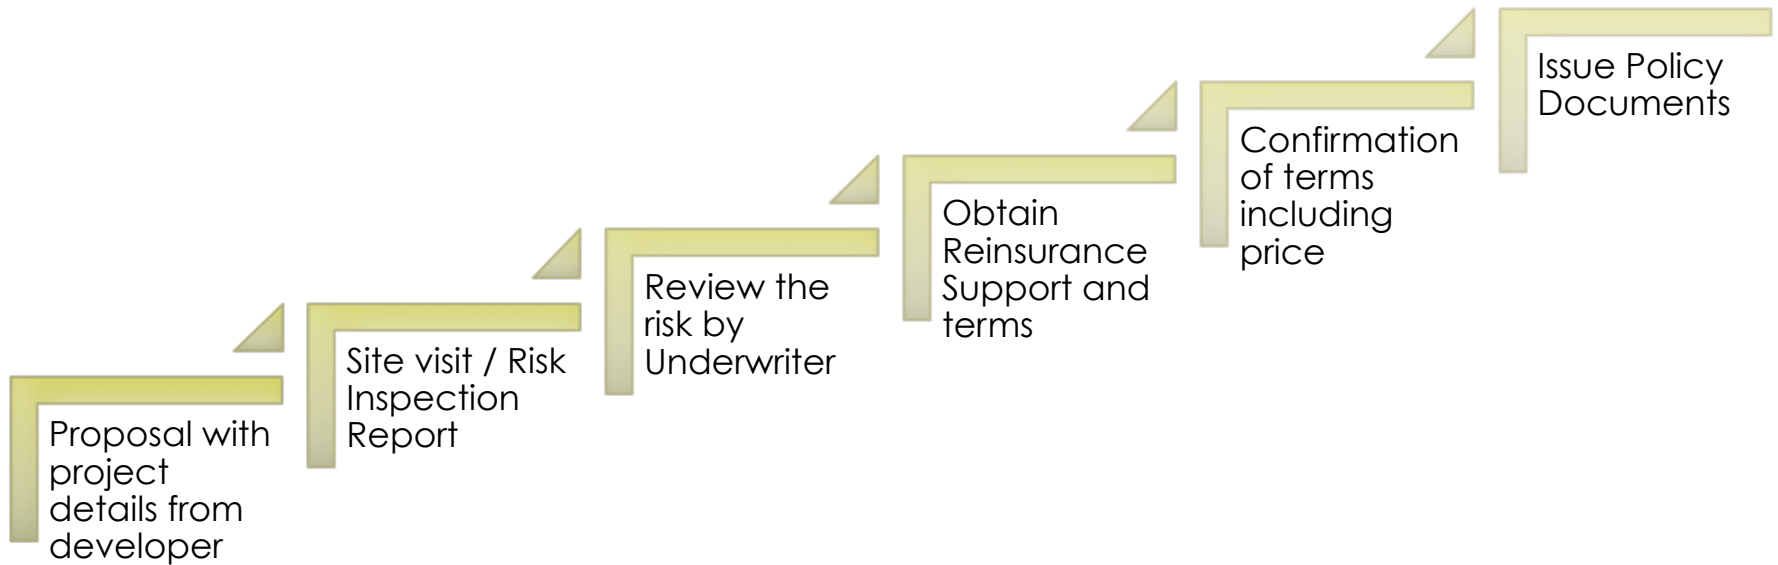 Proposal with
project
details from
developer
Site visit / Risk
Inspection
Report
Review the
risk by
Underwriter
Obtain
Reinsurance
Support and
terms
Confirmation
of terms
including
price
Issue Policy
Documents